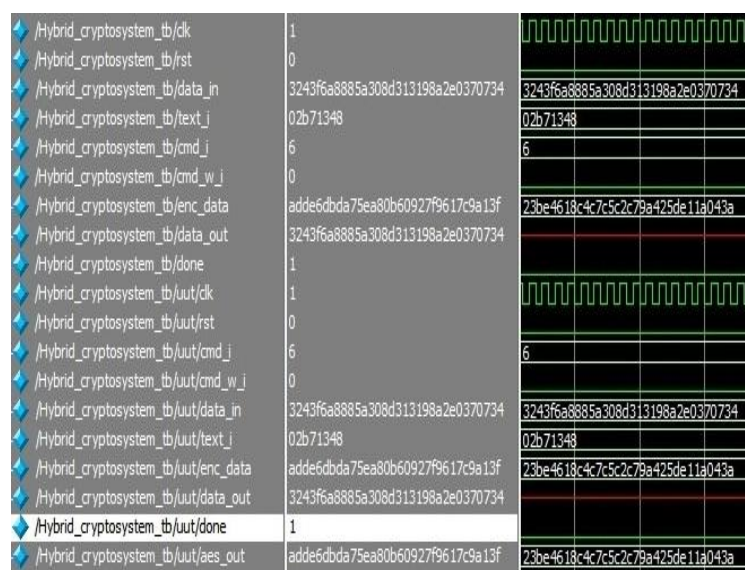 /Hybrid_cryptosystem_tb/clk 1
/Hybrid_cryptosystem_tb/rst 0
/Hybrid_cryptosystem_tb/data_in 3243f6a8885a308d313198a2e0370734 3243f6a8885a308d313198a2e0370734
/Hybrid_cryptosystem_tb/text_i 02b71348 02b71348
/Hybrid_cryptosystem_tb/cmd_i 6 6
/Hybrid_cryptosystem_tb/cmd_w_i 0
/Hybrid_cryptosystem_tb/enc_data adde6dbda75ea80b60927f9617c9a13f 23be4618c4c7c5c2c79a425de11a043a
/Hybrid_cryptosystem_tb/data_out 3243f6a8885a308d313198a2e0370734
/Hybrid_cryptosystem_tb/done 1
/Hybrid_cryptosystem_tb/uut/clk 1
/Hybrid_cryptosystem_tb/uut/rst 0
/Hybrid_cryptosystem_tb/uut/cmd_i 6 6
/Hybrid_cryptosystem_tb/uut/cmd_w_i 0
/Hybrid_cryptosystem_tb/uut/data_in 3243f6a8885a308d313198a2e0370734 3243f6a8885a308d313198a2e0370734
/Hybrid_cryptosystem_tb/uut/text_i 02b71348 02b71348
/Hybrid_cryptosystem_tb/uut/enc_data adde6dbda75ea80b60927f9617c9a13f 23be4618c4c7c5c2c79a425de11a043a
/Hybrid_cryptosystem_tb/uut/data_out 3243f6a8885a308d313198a2e0370734
/Hybrid_cryptosystem_tb/uut/done 1
/Hybrid_cryptosystem_tb/uut/aes_out adde6dbda75ea80b60927f9617c9a13f 23be4618c4c7c5c2c79a425de11a043a